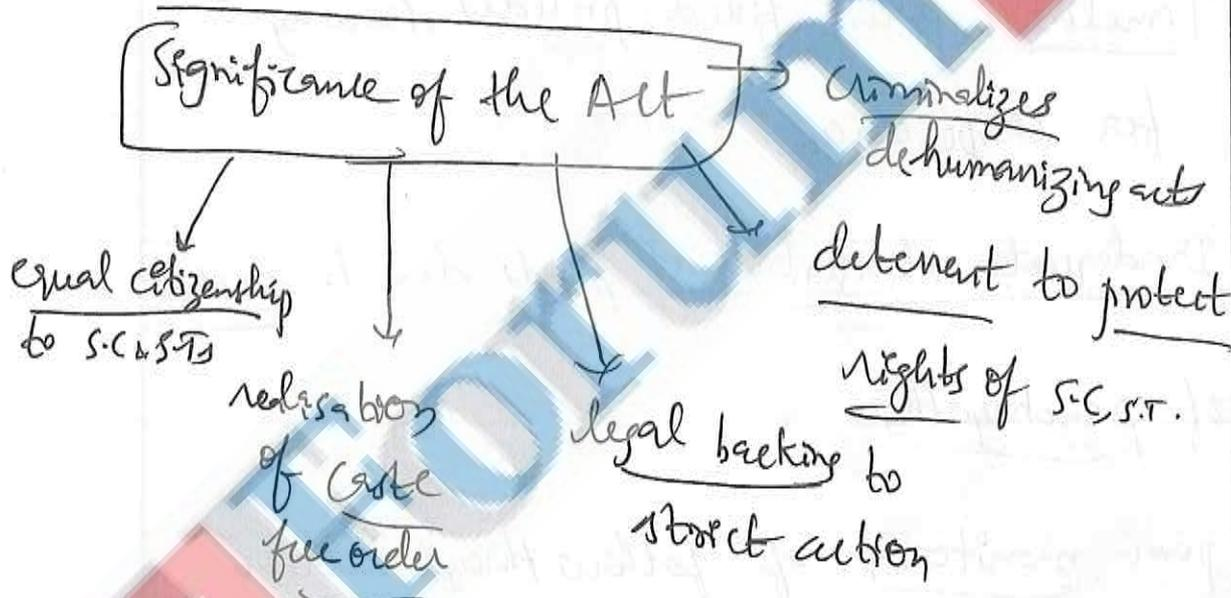 Significance of the Act
Criminalizes
dehumanizing acts
equal citizenship
to S.C & S.Ts
realisation
of caste
free order
legal backing to
strict action
deterrent to protect
rights of S.C, S.T.
Forum